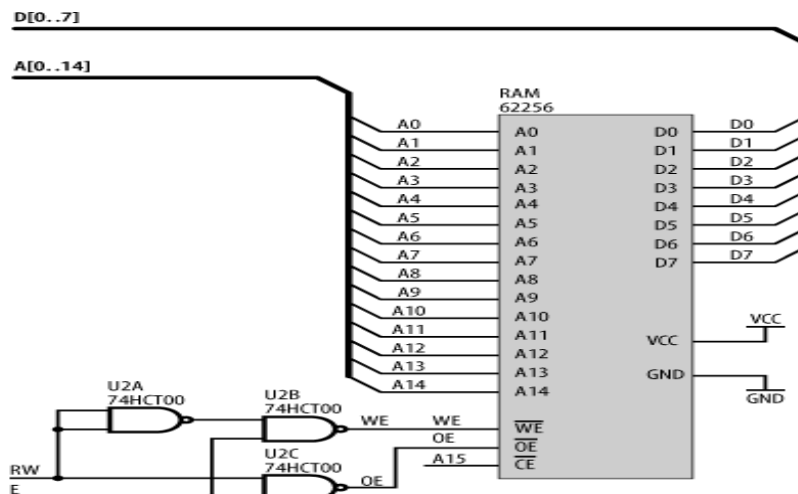 D[0..7]
A[0..14]
RAM
62256
A0 A0 D0 D0
A1 A1 D1 D1
A2 A2 D2 D2
A3 A3 D3 D3
A4 A4 D4 D4
A5 A5 D5 D5
A6 A6 D6 D6
A7 A7 D7 D7
A8 A8
A9 A9
A10 A10
A11 A11 VCC VCC
A12 A12
A13 A13 GND
A14 A14 GND
U2A
74HCT00
U2B
74HCT00 WE WE WE
OE OE
U2C
74HCT00 A15 CE
RW OE
E